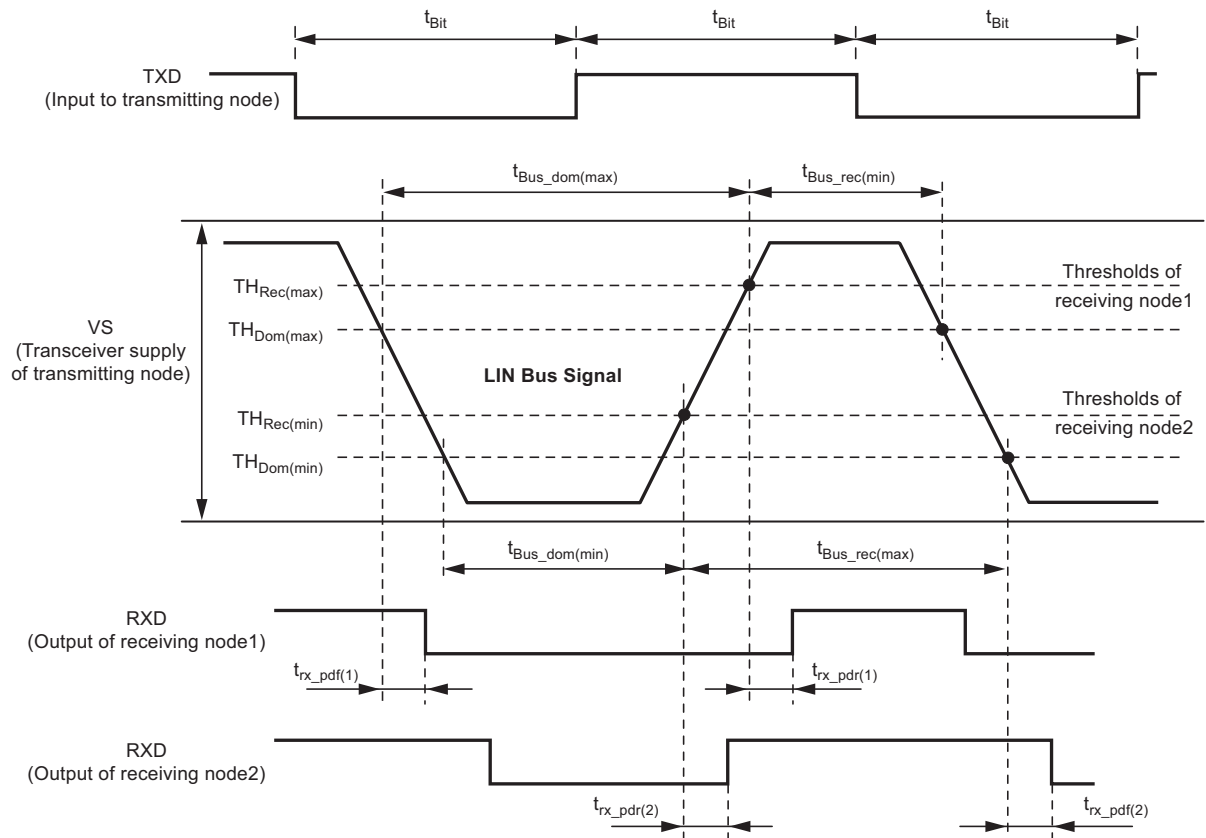 tBit
tBit
tBit
TXD
(Input to transmitting node)
tBus_dom(max)
tBus_rec(min)
THRec(max)
Thresholds of
receiving node1
THDom(max)
VS
(Transceiver supply
of transmitting node)
LIN Bus Signal
THRec(min)
Thresholds of
receiving node2
THDom(min)
tBus_dom(min)
tBus_rec(max)
RXD
(Output of receiving node1)
trx_pdf(1)
trx_pdr(1)
RXD
(Output of receiving node2)
trx_pdr(2)
trx_pdf(2)